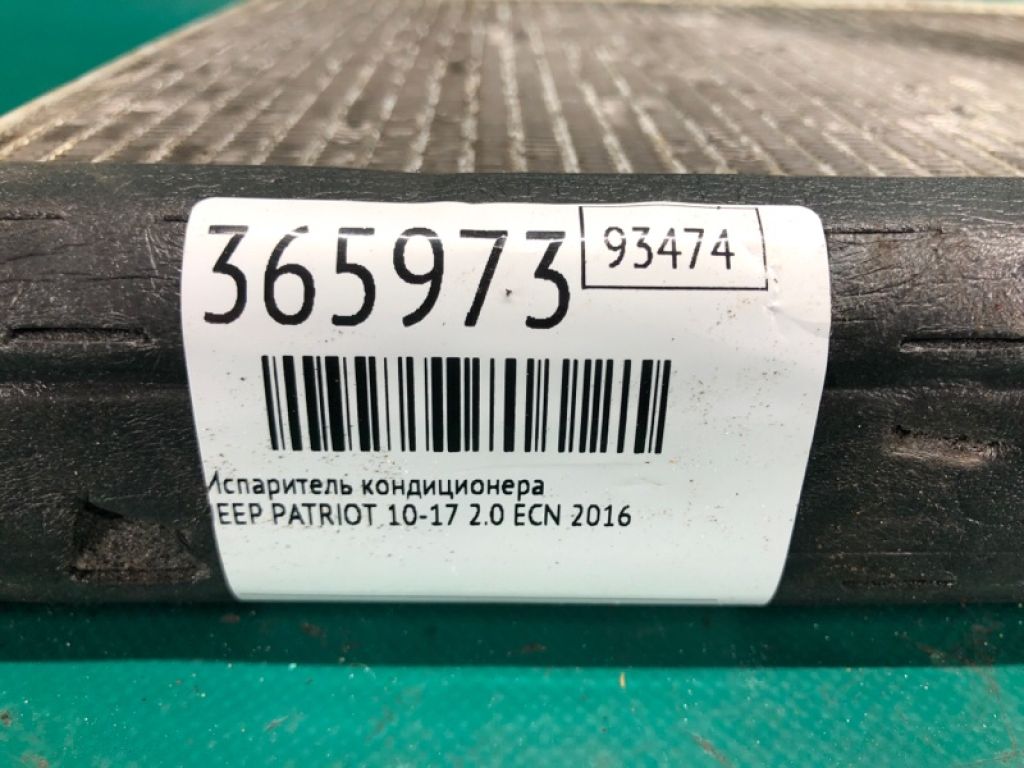 365973 93474
Испаритель кондиционера
EEP PATRIOT 10-17 2.0 ECN 2016